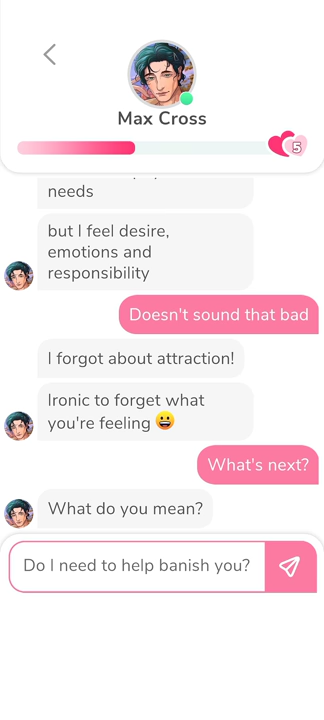 Max Cross
5
needs
but I feel desire,
emotions and
responsibility
Doesn't sound that bad
I forgot about attraction!
Ironic to forget what
you're feeling 😀
What's next?
What do you mean?
Do I need to help banish you?